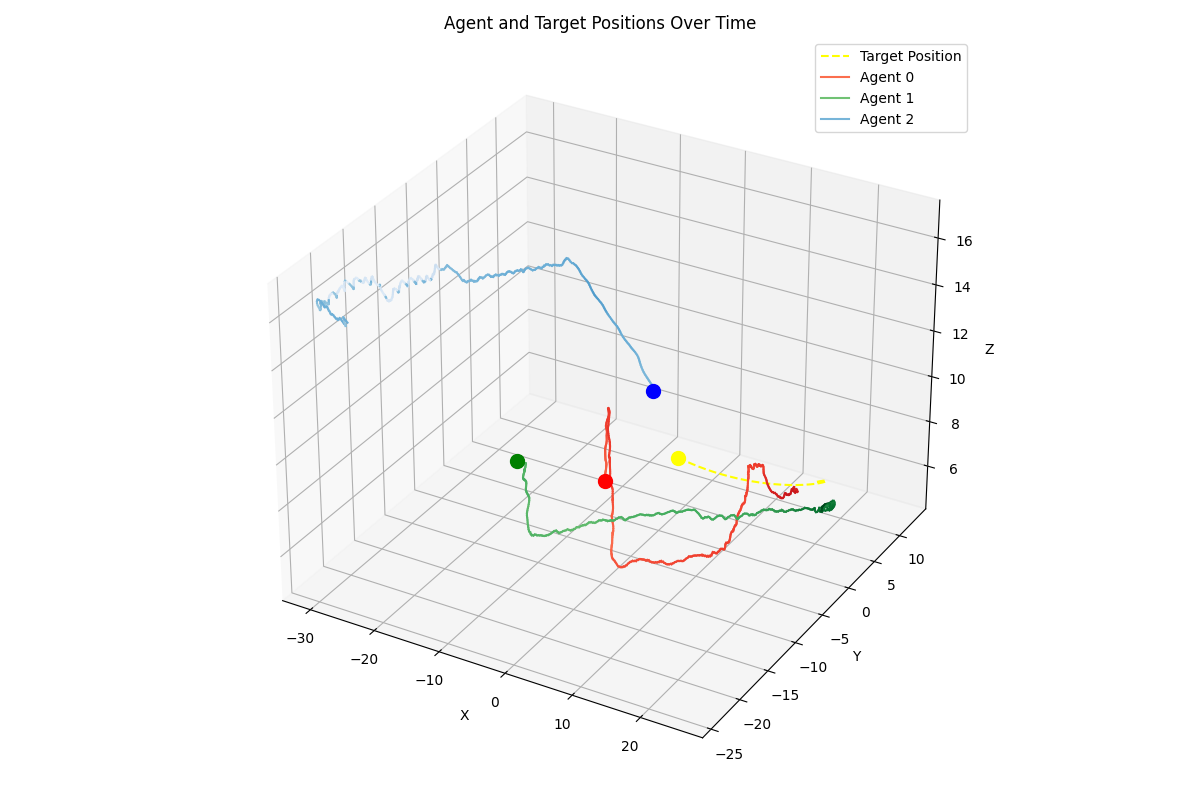 Agent and Target Positions Over Time
Target Position
Agent 0
Agent 1
Agent 2
16
14
12
10
8
6
Z
10
5
0
−5
−10
−15
−20
−25
Y
−30
−20
−10
0
10
20
X